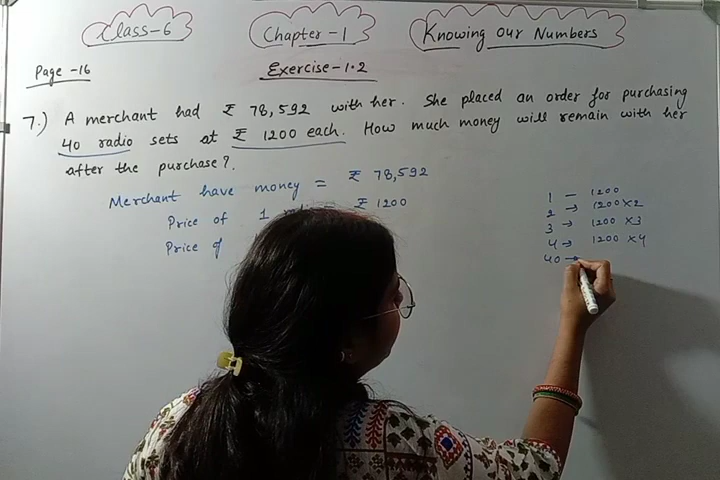 Class-6 Chapter-1 Knowing Our Numbers
Page -16 Exercise-1.2
7.) A merchant had ₹ 78,592 with her. She placed an order for purchasing
40 radio sets at ₹ 1200 each. How much money will remain with her
after the purchase?.
Merchant have money = ₹ 78,592
Price of 1 ₹ 1200
Price of
1 - 1200
2 → 1200 ×2
3 → 1200 ×3
4 → 1200 ×4
40 →